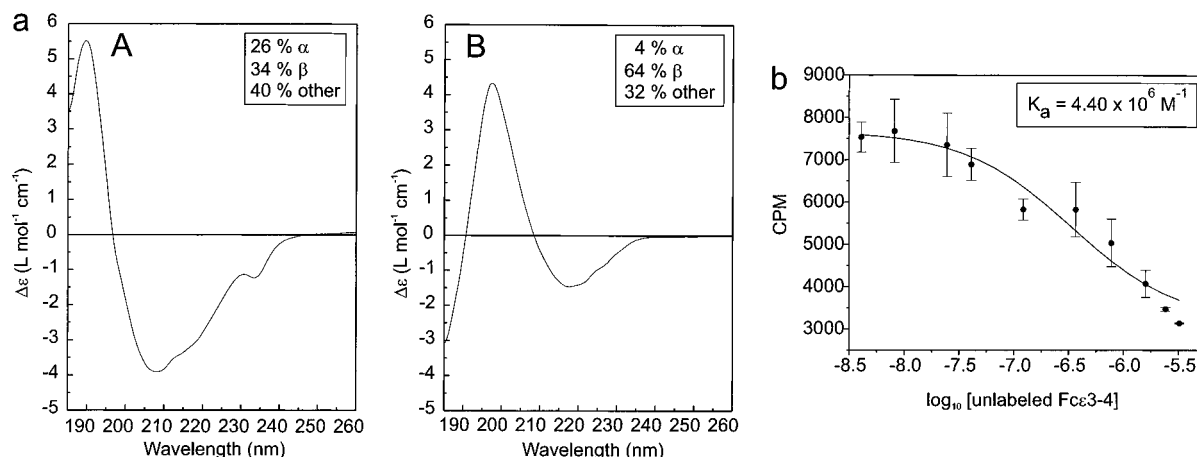 a
A
26 % α
34 % β
40 % other
Δε (L mol⁻¹ cm⁻¹)
6
5
4
3
2
1
0
-1
-2
-3
-4
-5
190 200 210 220 230 240 250 260
Wavelength (nm)
B
4 % α
64 % β
32 % other
Δε (L mol⁻¹ cm⁻¹)
6
5
4
3
2
1
0
-1
-2
-3
-4
-5
190 200 210 220 230 240 250 260
Wavelength (nm)
b
Kₐ = 4.40 x 10⁶ M⁻¹
CPM
9000
8000
7000
6000
5000
4000
3000
-8.5 -8.0 -7.5 -7.0 -6.5 -6.0 -5.5
log₁₀ [unlabeled Fcε3-4]